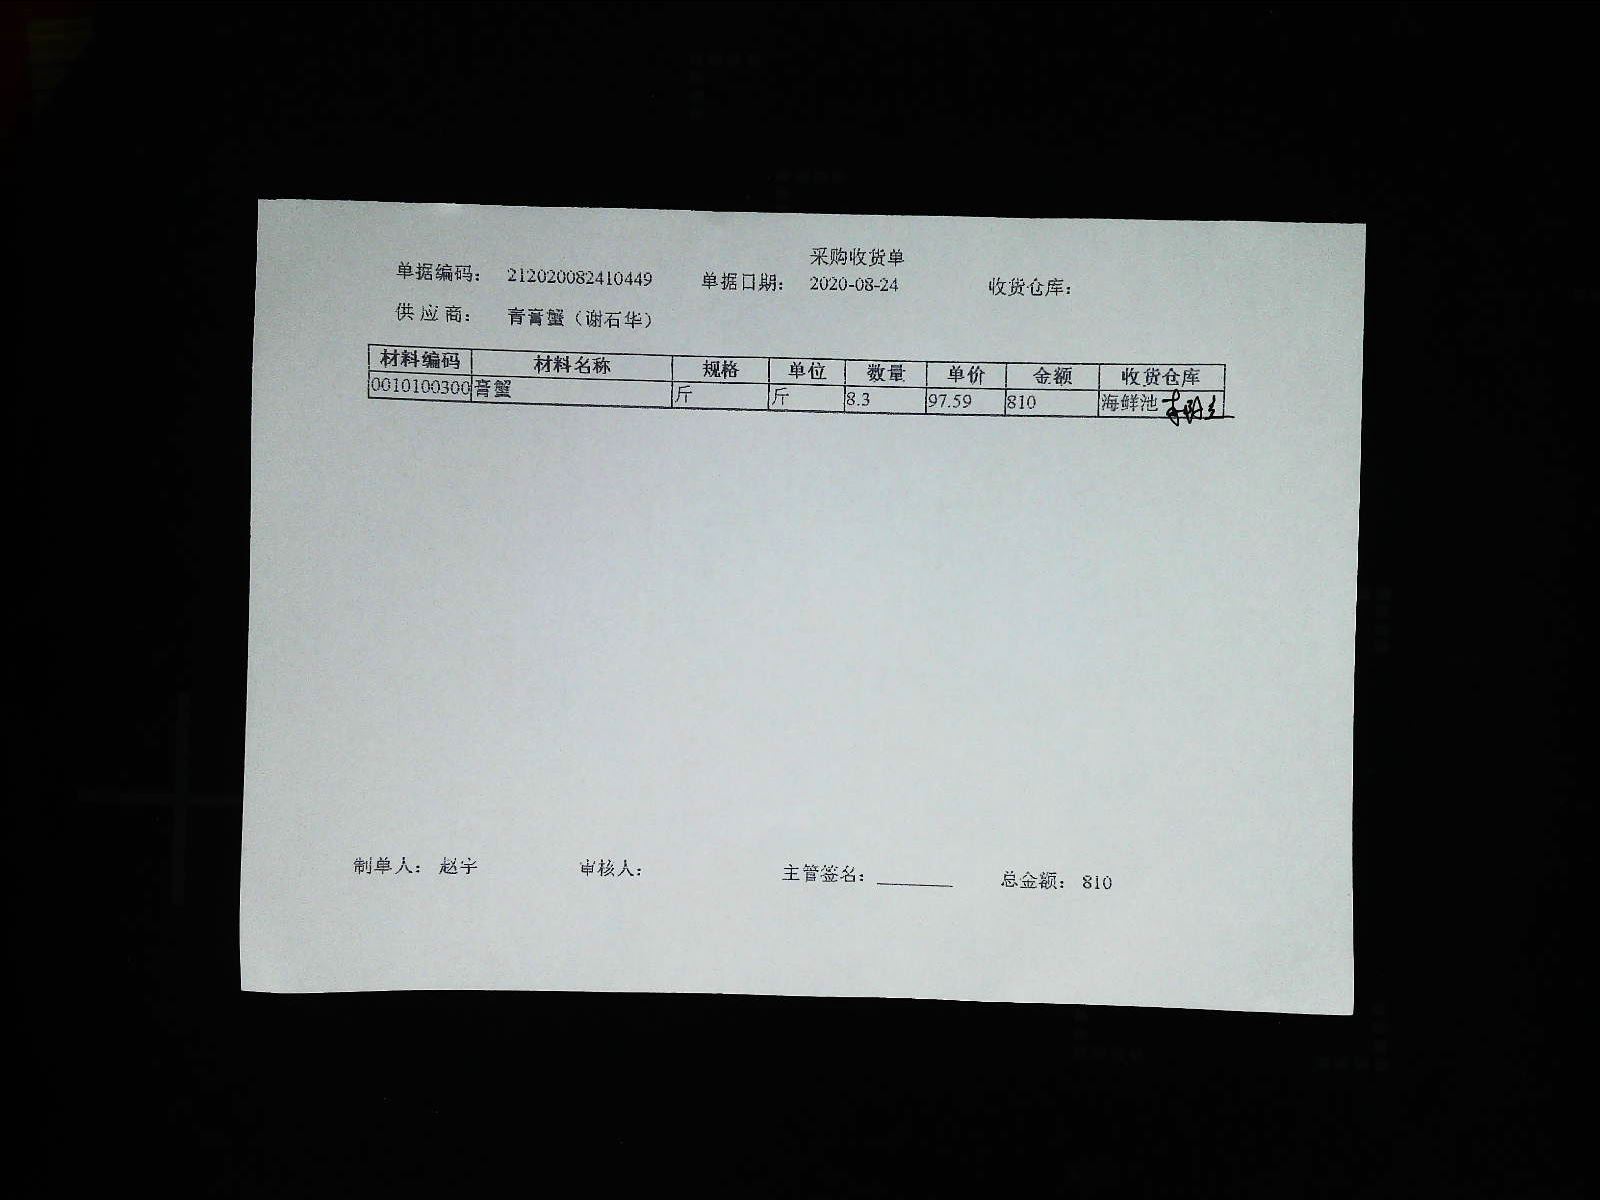 采购收货单
单据编码： 212020082410449 单据日期： 2020-08-24 收货仓库：
供 应 商： 青膏蟹（谢石华）
材料编码 材料名称 规格 单位 数量 单价 金额 收货仓库
0010100300 膏蟹 斤 斤 8.3 97.59 810 海鲜池
制单人： 赵宇 审核人： 主管签名： 总金额： 810